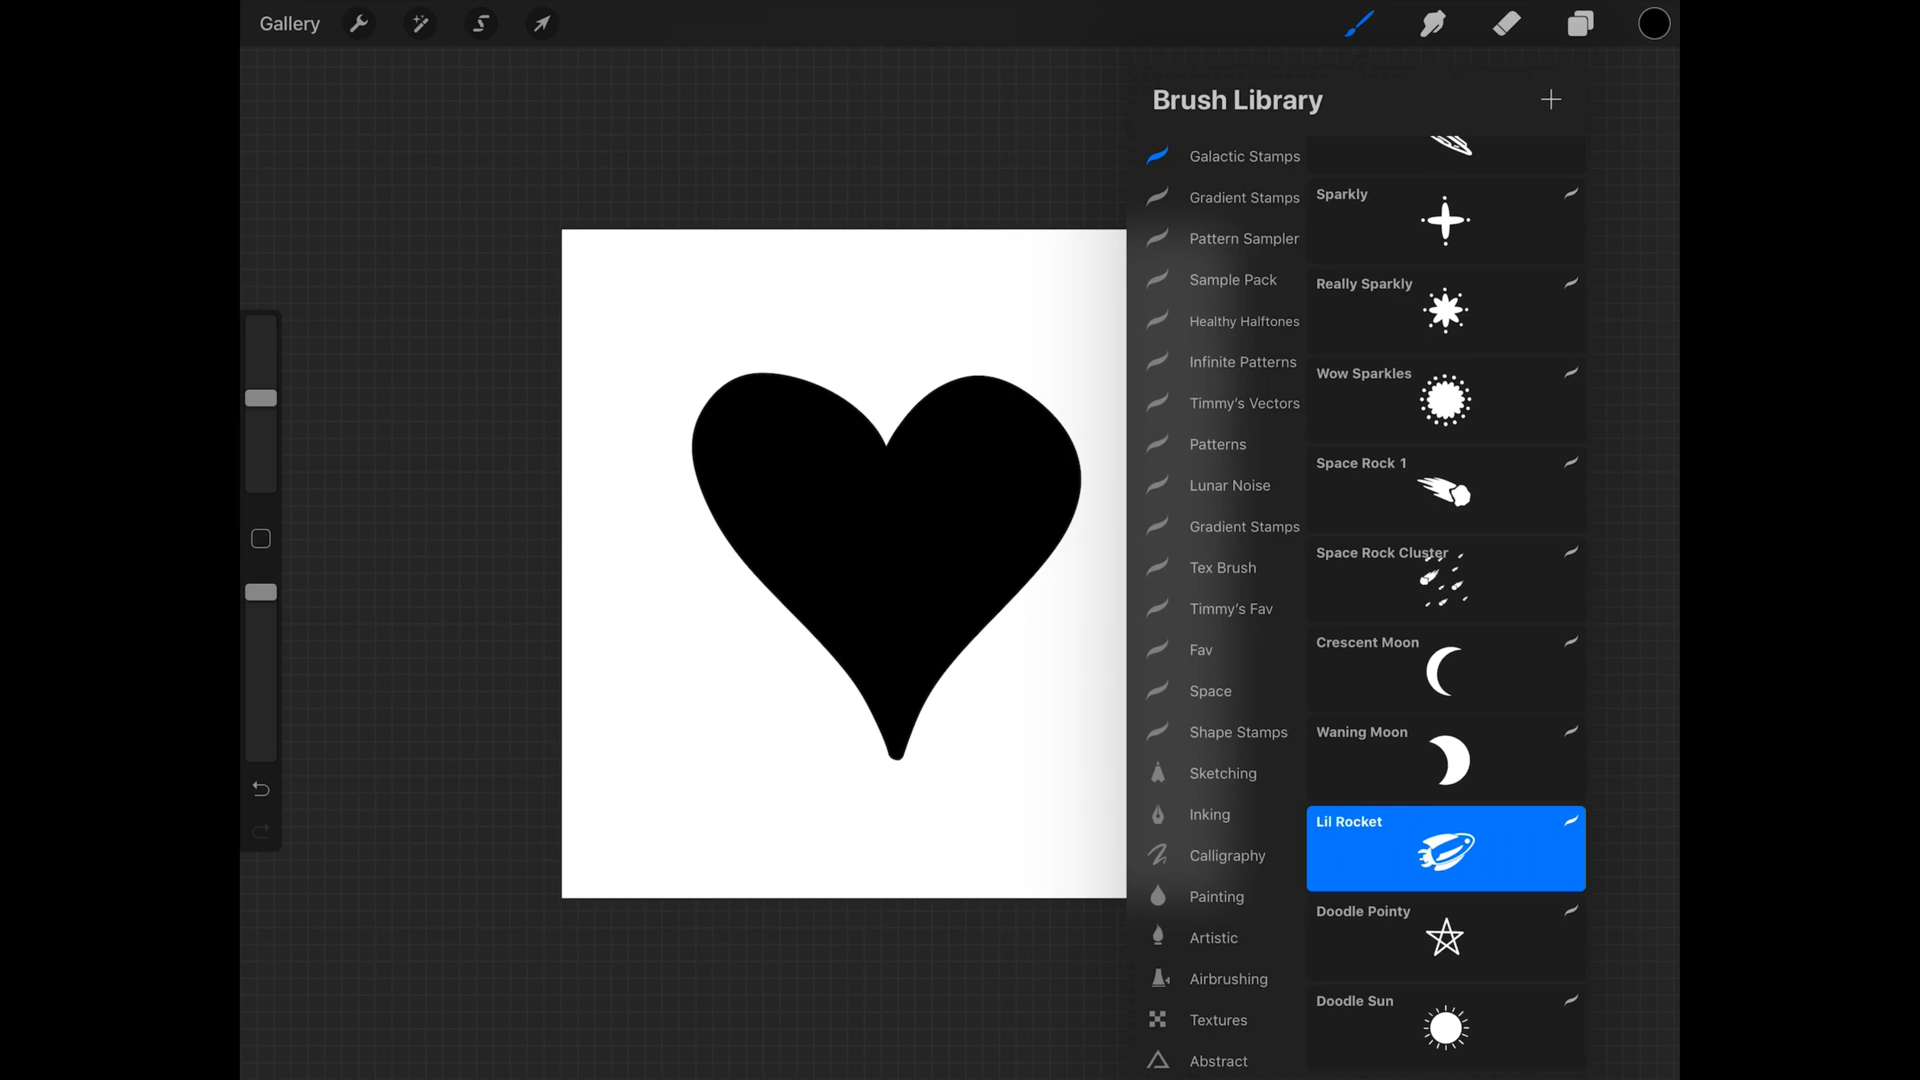 Gallery
Brush Library
Galactic Stamps
Gradient Stamps
Pattern Sampler
Sample Pack
Healthy Halftones
Infinite Patterns
Timmy's Vectors
Patterns
Lunar Noise
Gradient Stamps
Tex Brush
Timmy's Fav
Fav
Space
Shape Stamps
Sketching
Inking
Calligraphy
Painting
Artistic
Airbrushing
Textures
Abstract
Sparkly
Really Sparkly
Wow Sparkles
Space Rock 1
Space Rock Cluster
Crescent Moon
Waning Moon
Lil Rocket
Doodle Pointy
Doodle Sun